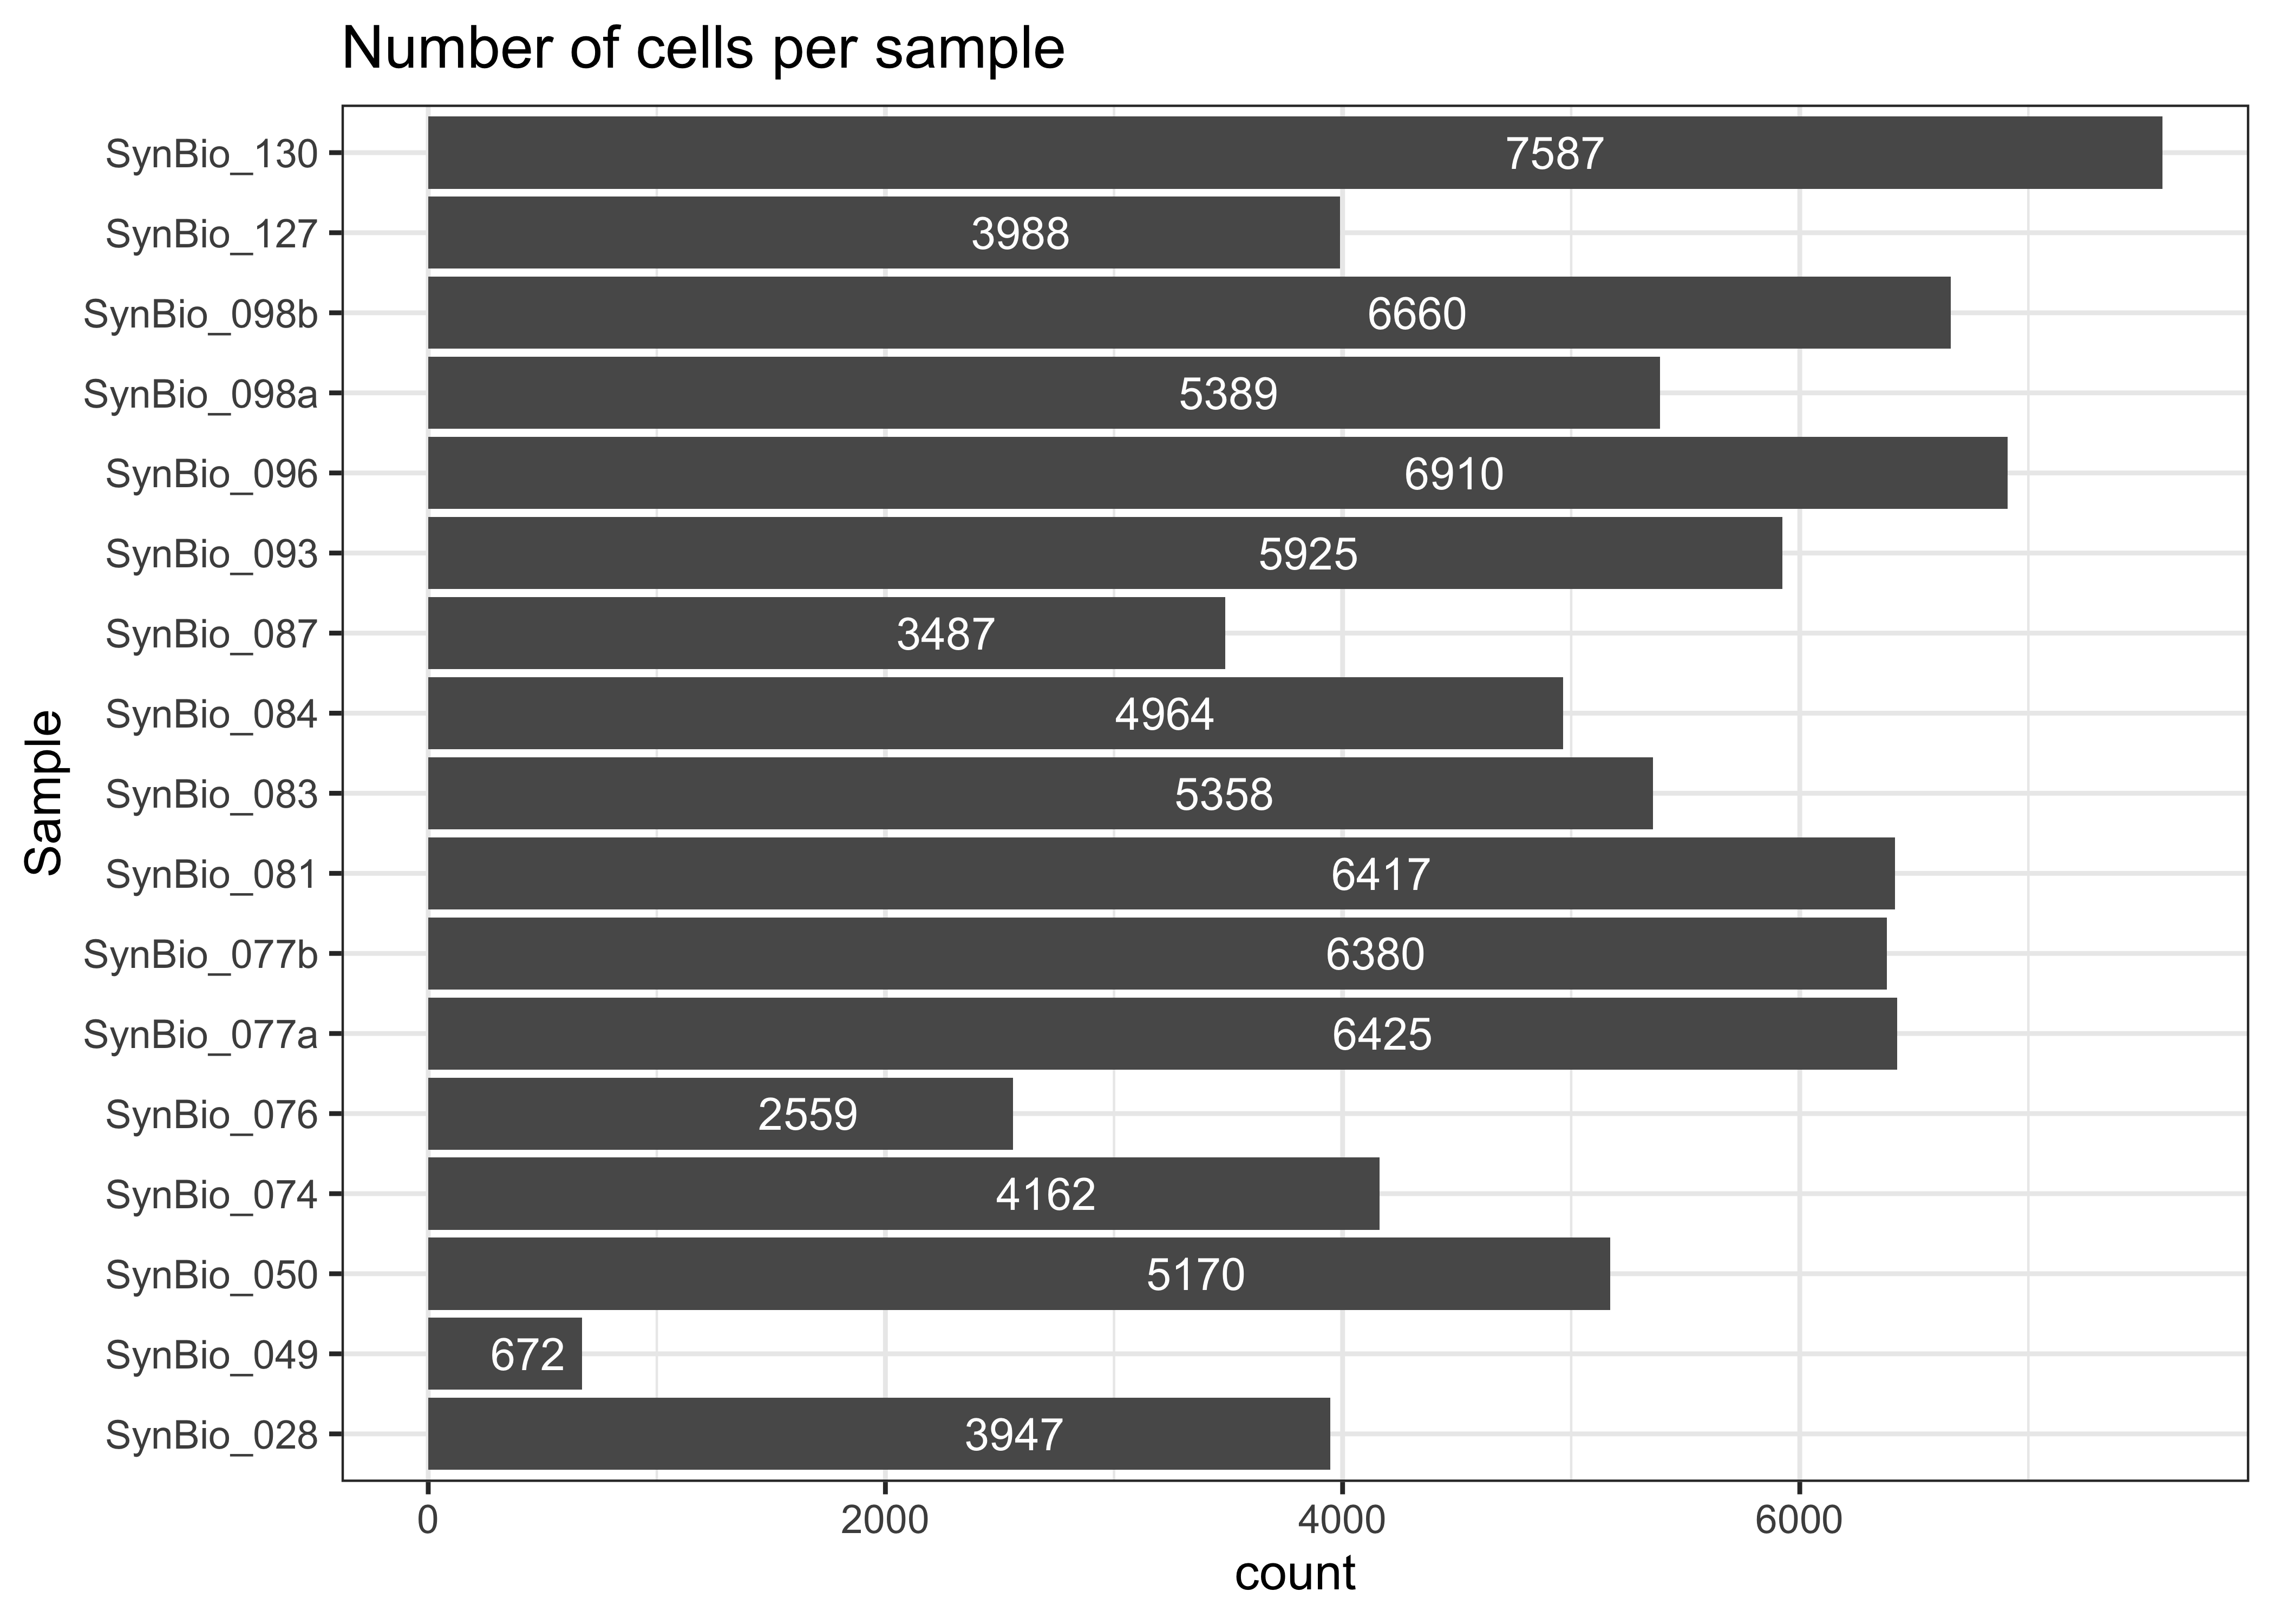 Number of cells per sample
SynBio_130 7587
SynBio_127 3988
SynBio_098b 6660
SynBio_098a 5389
SynBio_096 6910
SynBio_093 5925
SynBio_087 3487
SynBio_084 4964
SynBio_083 5358
SynBio_081 6417
SynBio_077b 6380
SynBio_077a 6425
SynBio_076 2559
SynBio_074 4162
SynBio_050 5170
SynBio_049 672
SynBio_028 3947
Sample
0 2000 4000 6000
count